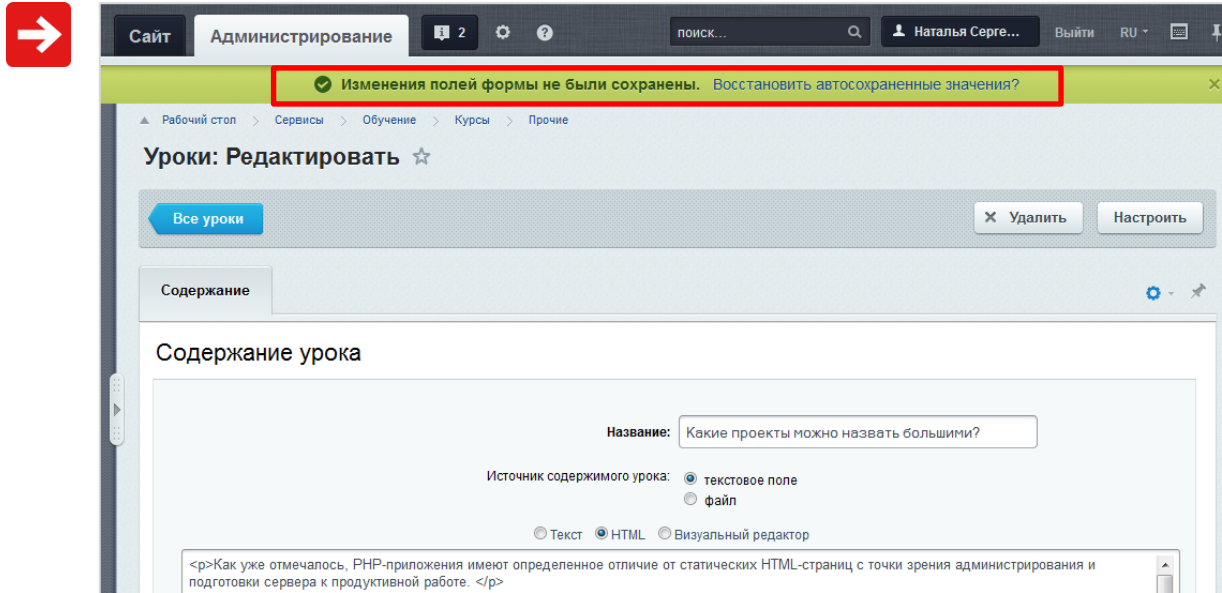 Сайт Администрирование 2 поиск... Наталья Серге... Выйти RU
Изменения полей формы не были сохранены. Восстановить автосохраненные значения?
Рабочий стол Сервисы Обучение Курсы Прочие
Уроки: Редактировать
Все уроки Удалить Настроить
Содержание
Содержание урока
Название: Какие проекты можно назвать большими?
Источник содержимого урока: текстовое поле
файл
Текст HTML Визуальный редактор
<p>Как уже отмечалось, PHP-приложения имеют определенное отличие от статических HTML-страниц с точки зрения администрирования и
подготовки сервера к продуктивной работе. </p>